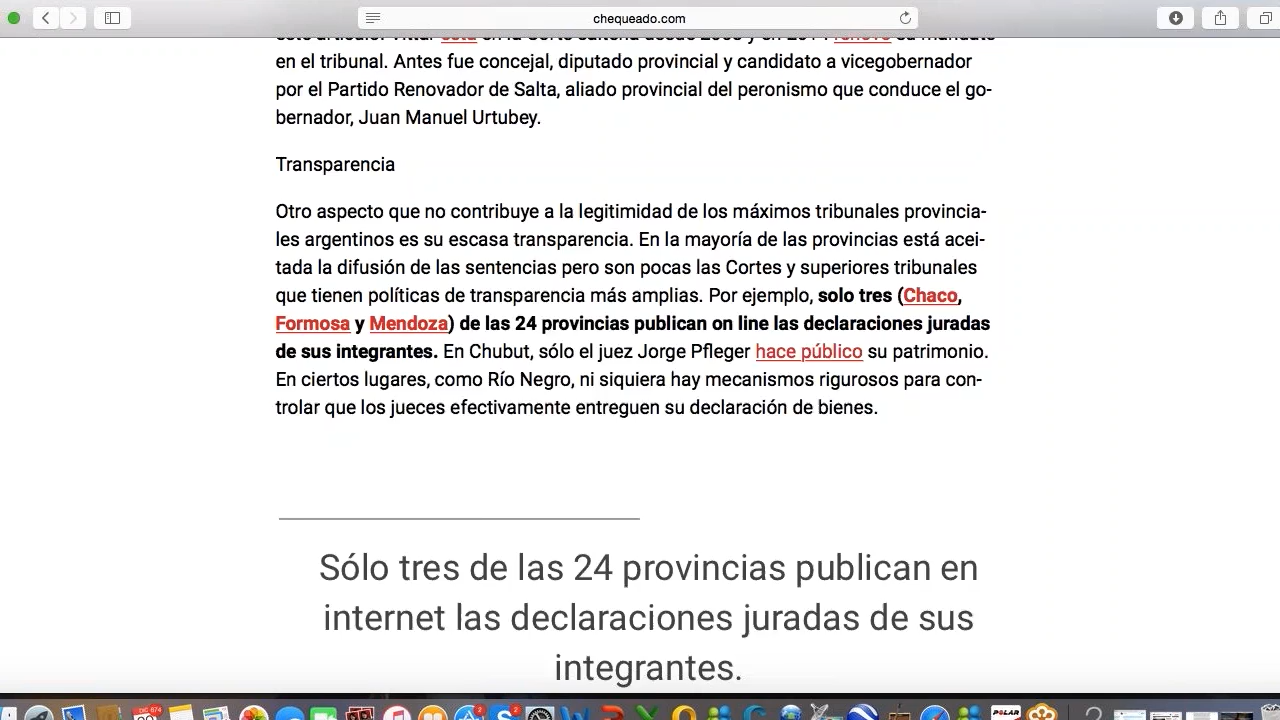 chequeado.com
en el tribunal. Antes fue concejal, diputado provincial y candidato a vicegobernador
por el Partido Renovador de Salta, aliado provincial del peronismo que conduce el go-
bernador, Juan Manuel Urtubey.
Transparencia
Otro aspecto que no contribuye a la legitimidad de los máximos tribunales provincia-
les argentinos es su escasa transparencia. En la mayoría de las provincias está acei-
tada la difusión de las sentencias pero son pocas las Cortes y superiores tribunales
que tienen políticas de transparencia más amplias. Por ejemplo, solo tres (Chaco,
Formosa y Mendoza) de las 24 provincias publican on line las declaraciones juradas
de sus integrantes. En Chubut, sólo el juez Jorge Pfleger hace público su patrimonio.
En ciertos lugares, como Río Negro, ni siquiera hay mecanismos rigurosos para con-
trolar que los jueces efectivamente entreguen su declaración de bienes.
Sólo tres de las 24 provincias publican en
internet las declaraciones juradas de sus
integrantes.
POLAR